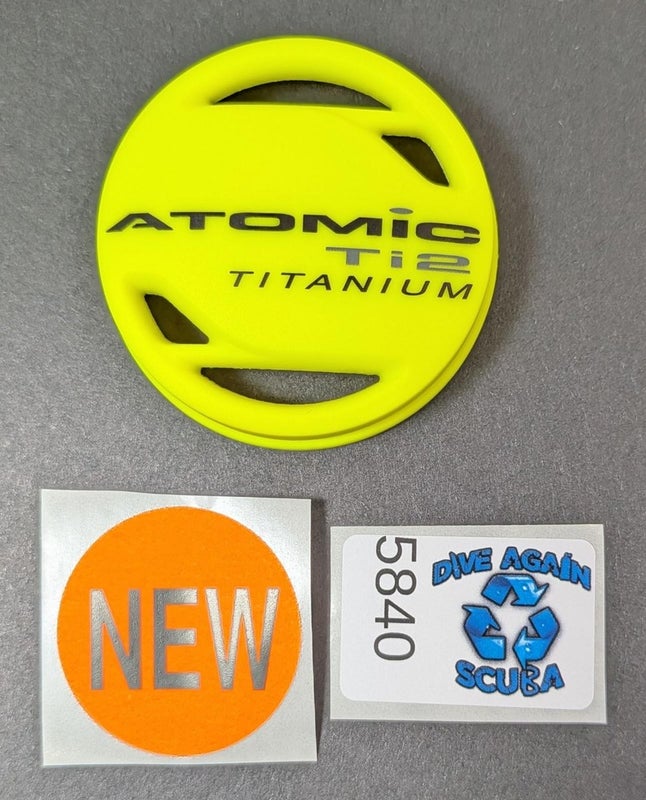 ATOMiC
Ti2
TITANIUM
NEW
5840
DIVE AGAIN
SCUBA